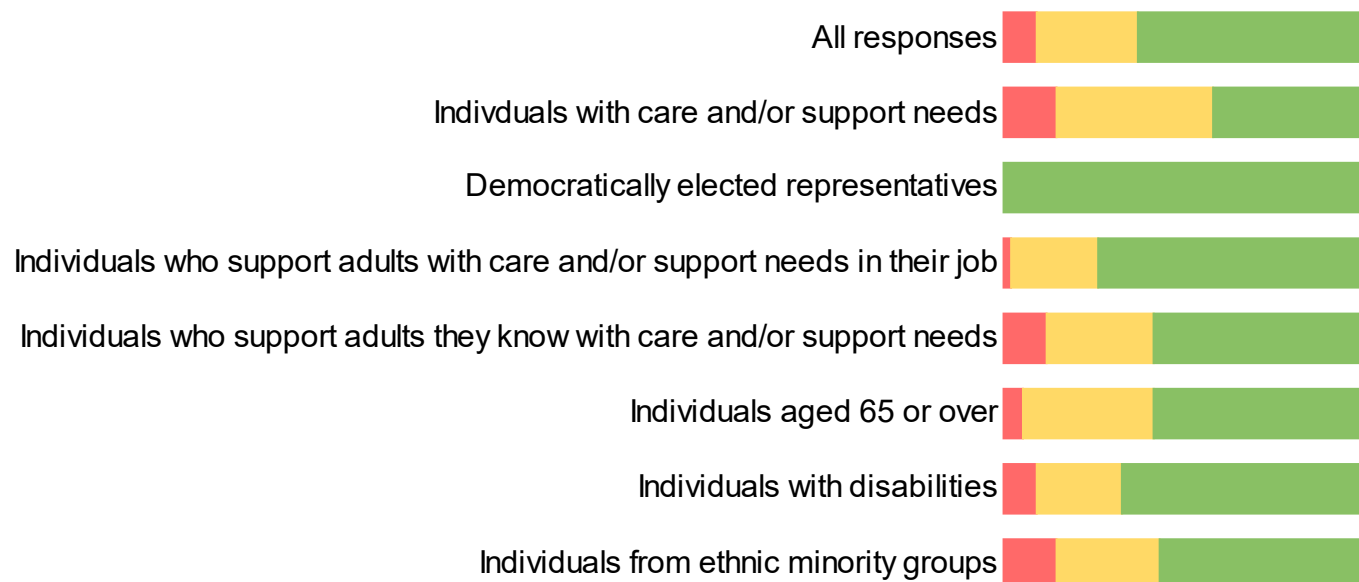 All responses
Indivduals with care and/or support needs
Democratically elected representatives
Individuals who support adults with care and/or support needs in their job
Individuals who support adults they know with care and/or support needs
Individuals aged 65 or over
Individuals with disabilities
Individuals from ethnic minority groups